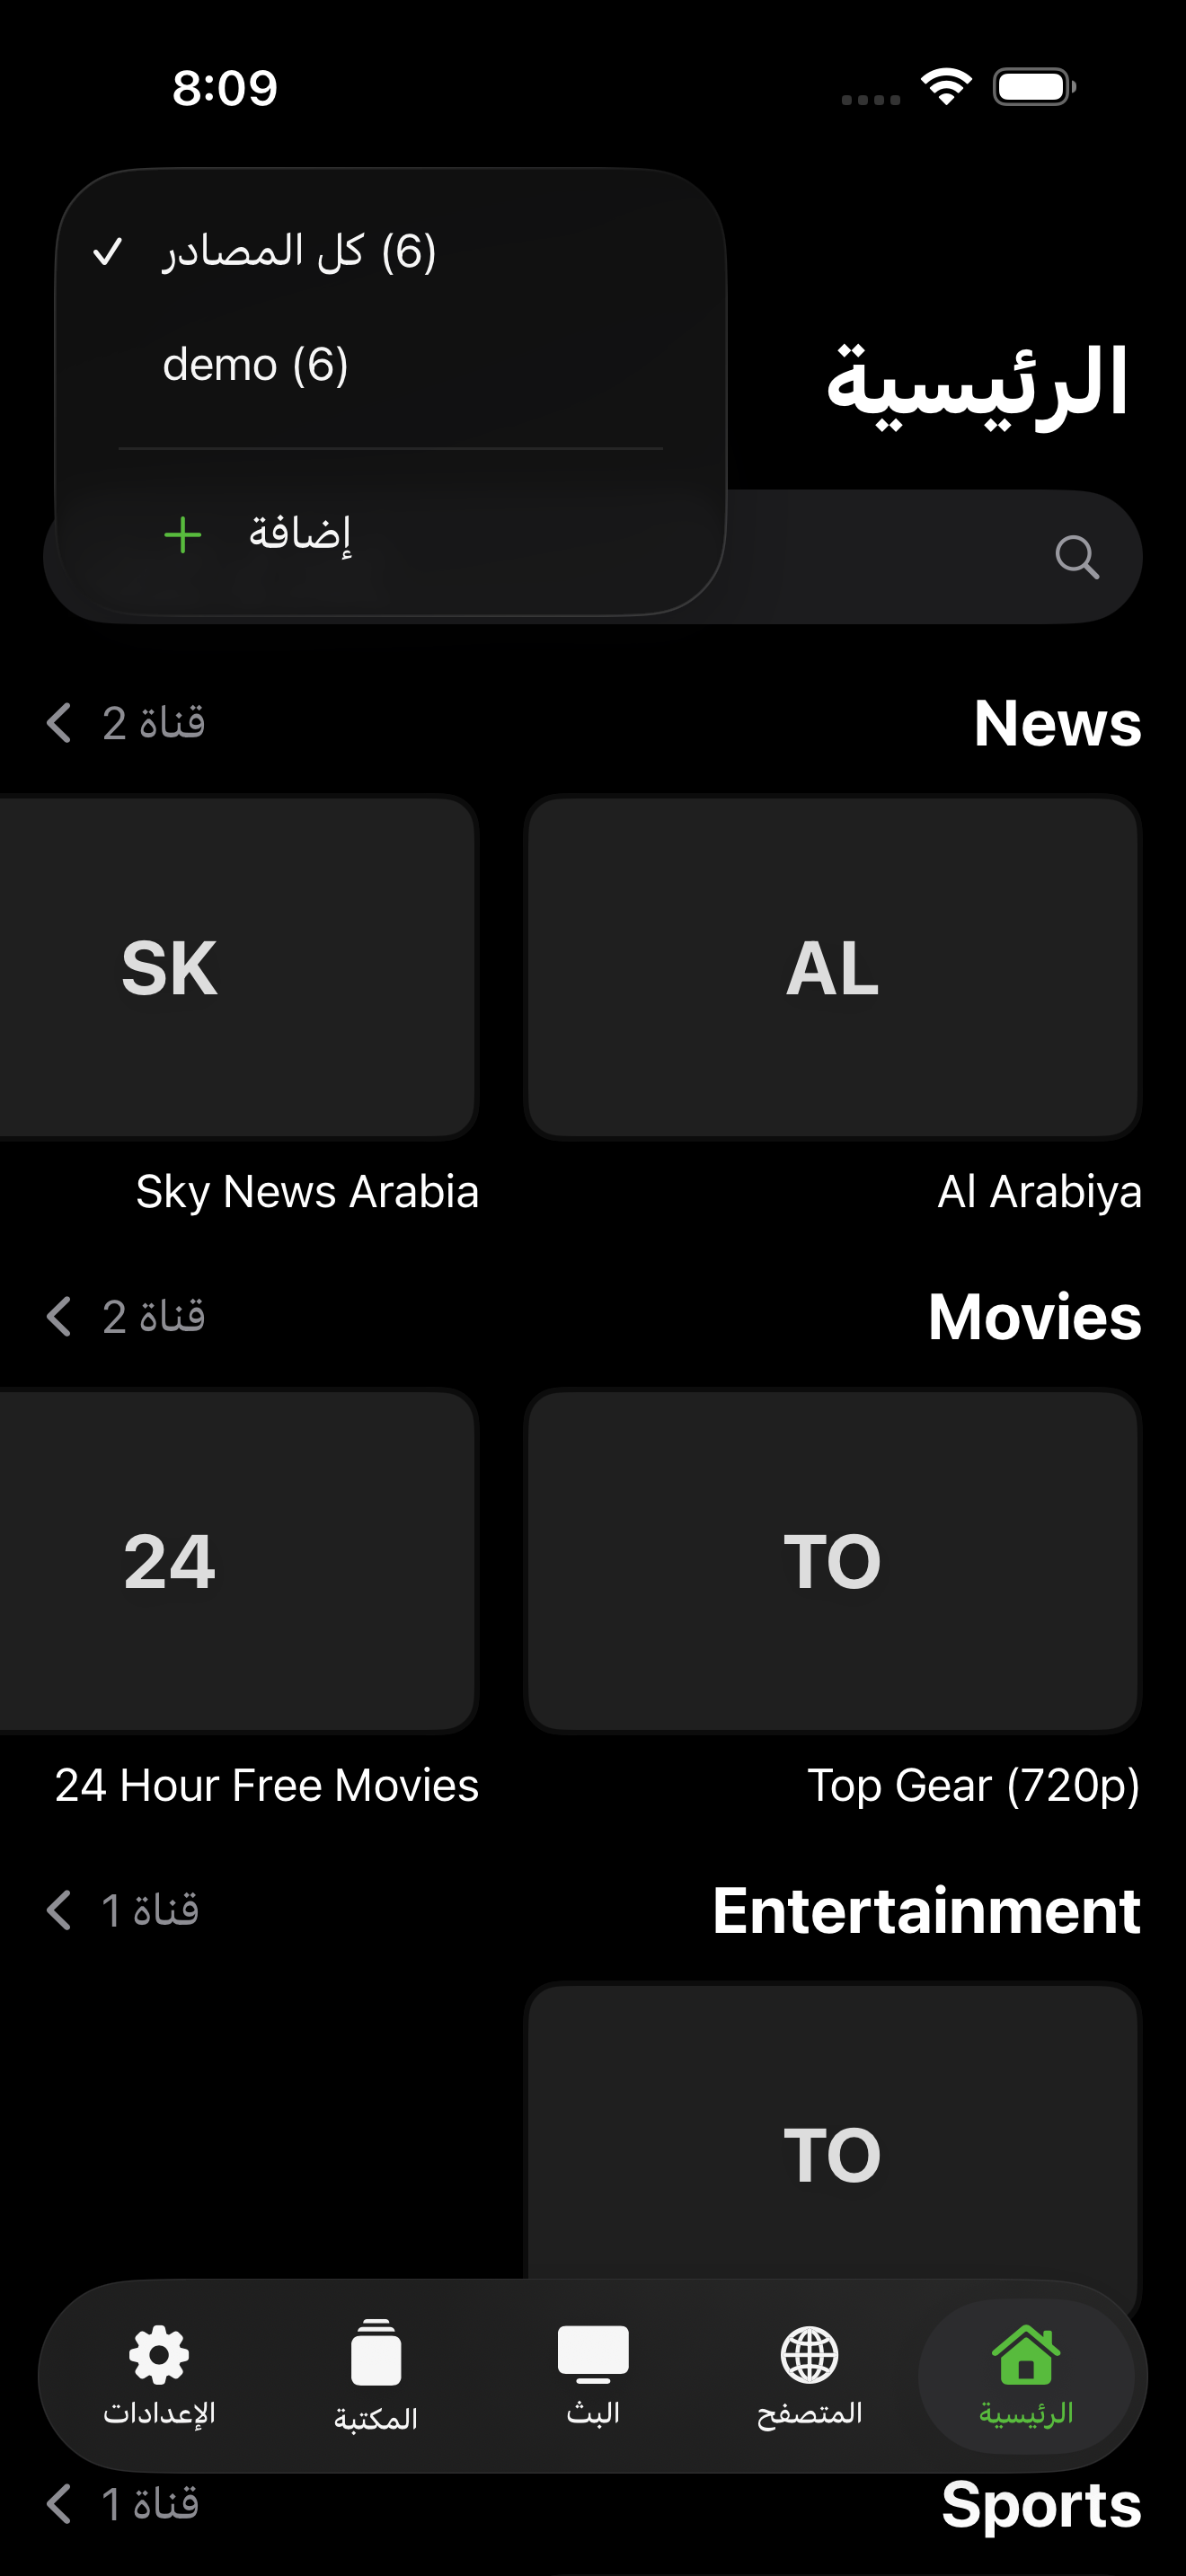 8:09
كل المصادر (6)
demo (6)
إضافة
الرئيسية
News
2 قناة
AL
SK
Al Arabiya
Sky News Arabia
Movies
2 قناة
TO
24
Top Gear (720p)
24 Hour Free Movies
Entertainment
1 قناة
TO
الرئيسية
المتصفح
البث
المكتبة
الإعدادات
Sports
1 قناة